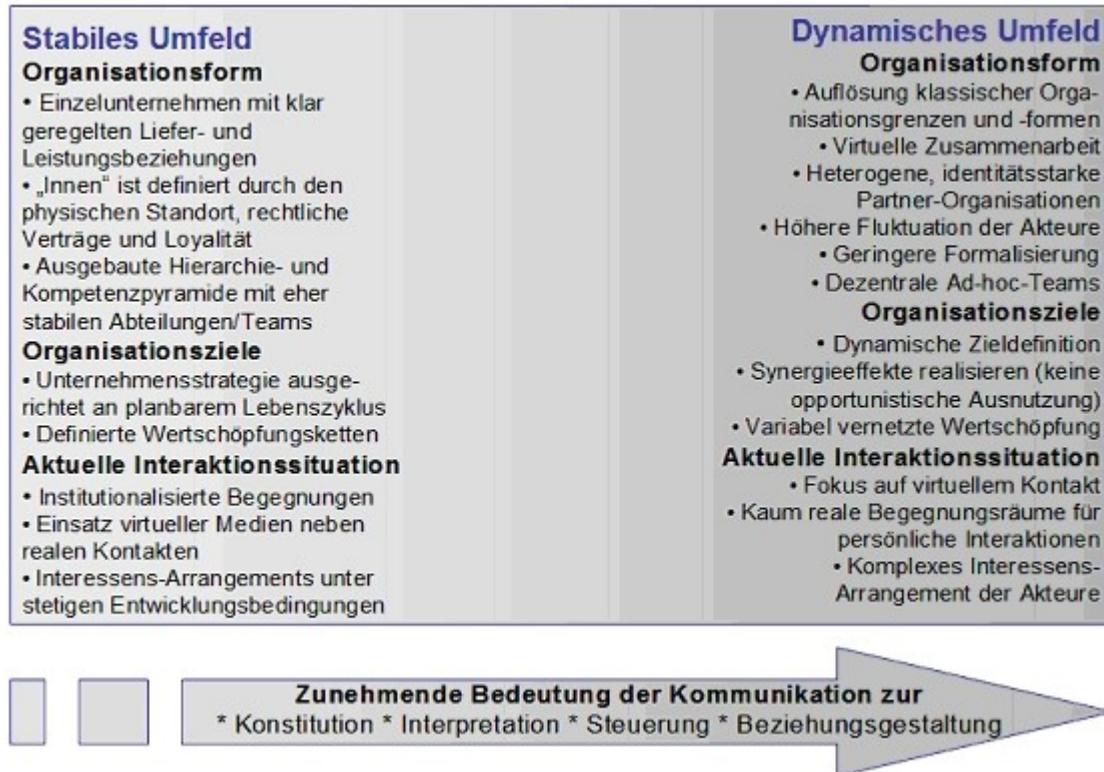 Stabiles Umfeld
Organisationsform
• Einzelunternehmen mit klar
geregelten Liefer- und
Leistungsbeziehungen
• „Innen“ ist definiert durch den
physischen Standort, rechtliche
Verträge und Loyalität
• Ausgebaute Hierarchie- und
Kompetenzpyramide mit eher
stabilen Abteilungen/Teams
Organisationsziele
• Unternehmensstrategie ausge-
richtet an planbarem Lebenszyklus
• Definierte Wertschöpfungsketten
Aktuelle Interaktionssituation
• Institutionalisierte Begegnungen
• Einsatz virtueller Medien neben
realen Kontakten
• Interessens-Arrangements unter
stetigen Entwicklungsbedingungen
Dynamisches Umfeld
Organisationsform
• Auflösung klassischer Orga-
nisationsgrenzen und -formen
• Virtuelle Zusammenarbeit
• Heterogene, identitätsstarke
Partner-Organisationen
• Höhere Fluktuation der Akteure
• Geringere Formalisierung
• Dezentrale Ad-hoc-Teams
Organisationsziele
• Dynamische Zieldefinition
• Synergieeffekte realisieren (keine
opportunistische Ausnutzung)
• Variabel vernetzte Wertschöpfung
Aktuelle Interaktionssituation
• Fokus auf virtuellem Kontakt
• Kaum reale Begegnungsräume für
persönliche Interaktionen
• Komplexes Interessens-
Arrangement der Akteure
Zunehmende Bedeutung der Kommunikation zur
* Konstitution * Interpretation * Steuerung * Beziehungsgestaltung